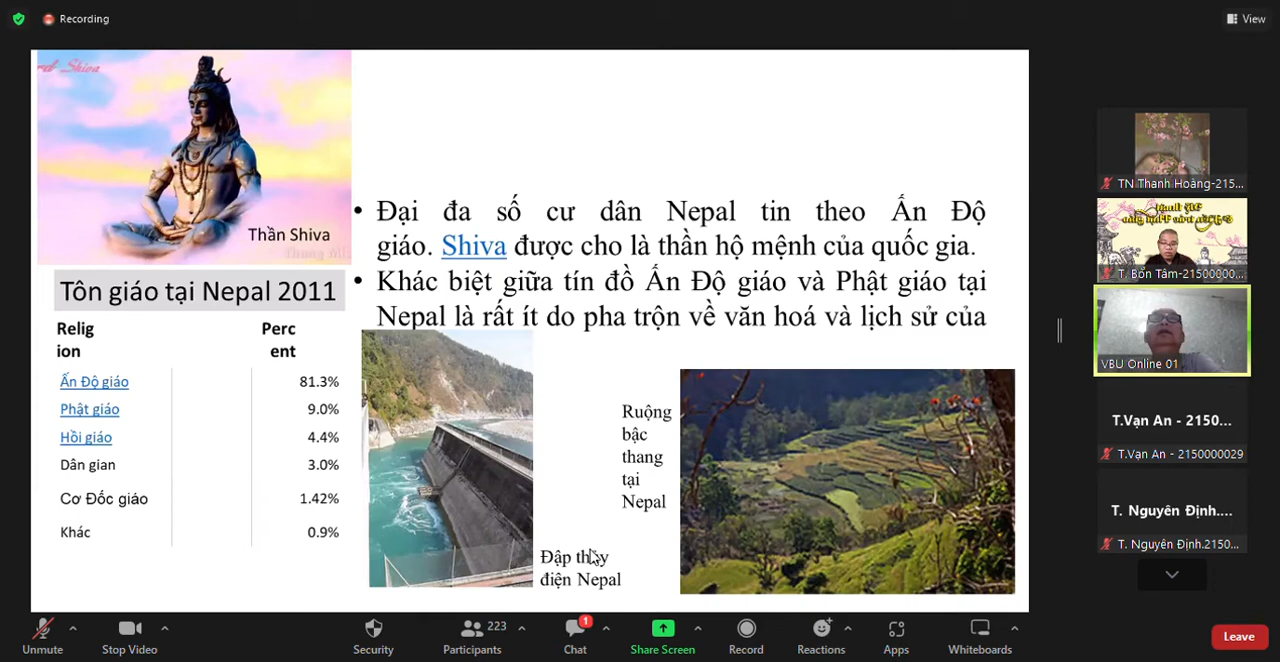 Recording
View
rd Shiva
Thần Shiva
Tôn giáo tại Nepal 2011
Relig
ion
Perc
ent
Ấn Độ giáo 81.3%
Phật giáo 9.0%
Hồi giáo 4.4%
Dân gian 3.0%
Cơ Đốc giáo 1.42%
Khác 0.9%
• Đại đa số cư dân Nepal tin theo Ấn Độ
giáo. Shiva được cho là thần hộ mệnh của quốc gia.
• Khác biệt giữa tín đồ Ấn Độ giáo và Phật giáo tại
Nepal là rất ít do pha trộn về văn hoá và lịch sử của
Ruộng
bậc
thang
tại
Nepal
Đập thủy
điện Nepal
TN Thanh Hoàng-215...
T. Bổn Tâm-21500000...
VBU Online 01
T.Vạn An - 2150...
T.Vạn An - 2150000029
T. Nguyên Định....
T. Nguyên Định.2150...
Unmute
Stop Video
Security
223
Participants
1
Chat
Share Screen
Record
Reactions
Apps
Whiteboards
Leave